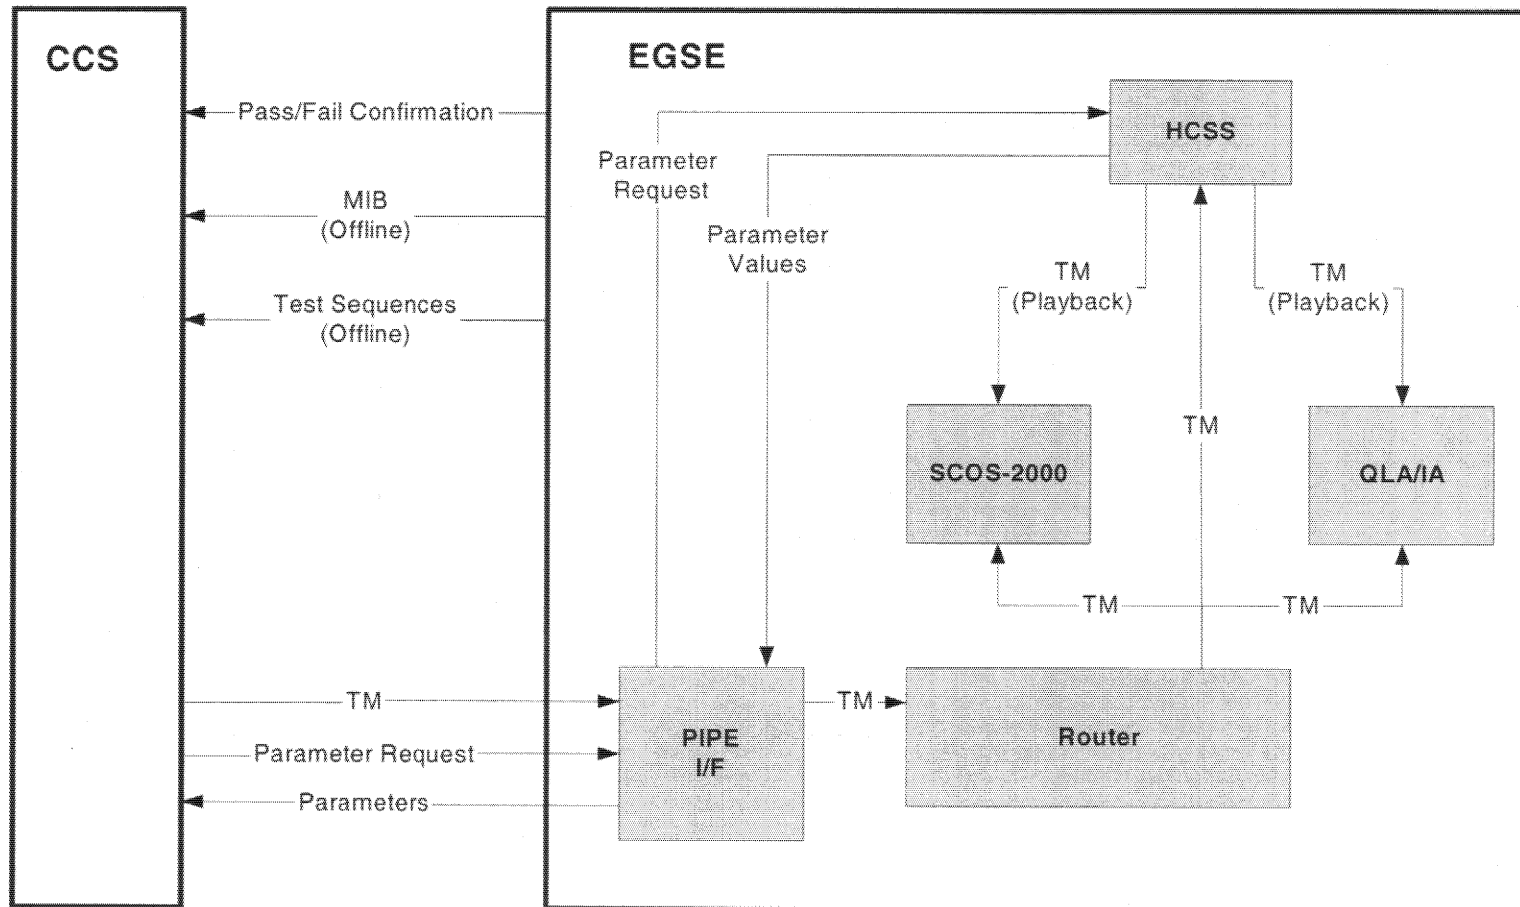 CCS
EGSE
Pass/Fail Confirmation
HCSS
Parameter
Request
MIB
(Offline)
Parameter
Values
TM
(Playback)
TM
(Playback)
Test Sequences
(Offline)
TM
SCOS-2000
QLA/IA
TM
TM
TM
TM
Parameter Request
PIPE
I/F
Router
Parameters